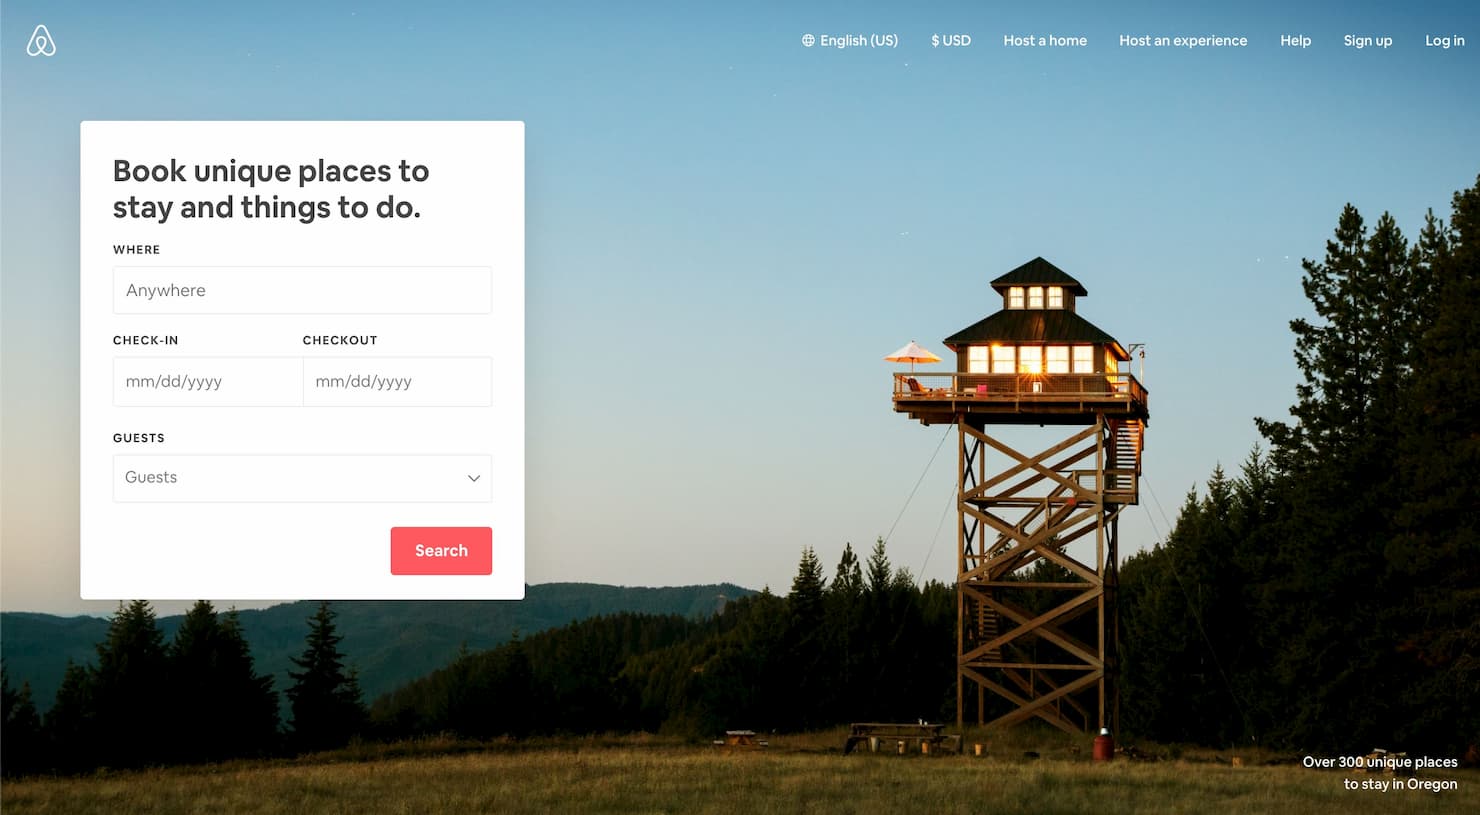 English (US) $ USD Host a home Host an experience Help Sign up Log in
Book unique places to
stay and things to do.
WHERE
Anywhere
CHECK-IN CHECKOUT
mm/dd/yyyy mm/dd/yyyy
GUESTS
Guests
Search
Over 300 unique places
to stay in Oregon